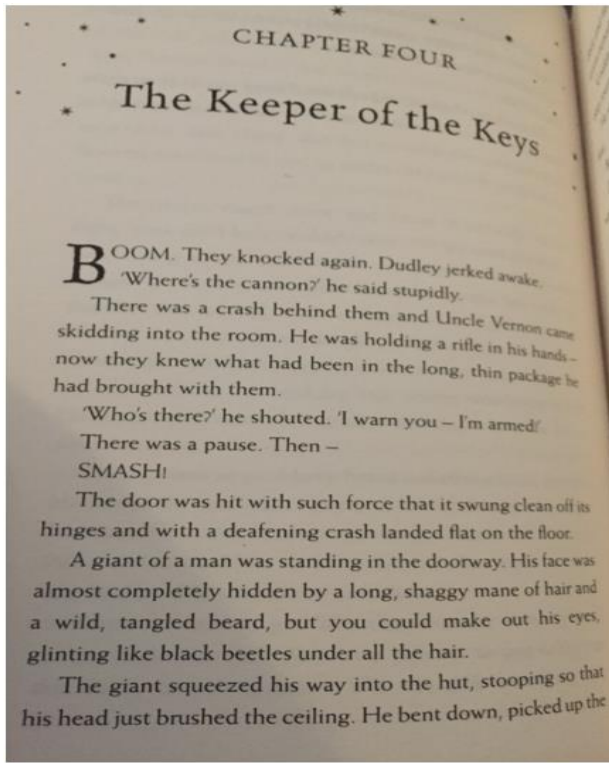 CHAPTER FOUR
The Keeper of the Keys
BOOM. They knocked again. Dudley jerked awake.
‘Where's the cannon?’ he said stupidly.
There was a crash behind them and Uncle Vernon came
skidding into the room. He was holding a rifle in his hands –
now they knew what had been in the long, thin package he
had brought with them.
‘Who's there?’ he shouted. ‘I warn you – I'm armed!’
There was a pause. Then –
SMASH!
The door was hit with such force that it swung clean off its
hinges and with a deafening crash landed flat on the floor.
A giant of a man was standing in the doorway. His face was
almost completely hidden by a long, shaggy mane of hair and
a wild, tangled beard, but you could make out his eyes,
glinting like black beetles under all the hair.
The giant squeezed his way into the hut, stooping so that
his head just brushed the ceiling. He bent down, picked up the